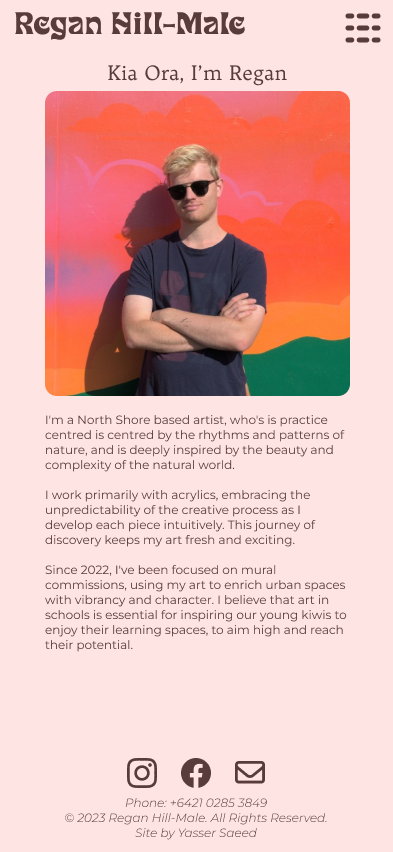 Regan Hill-Male
Kia Ora, I'm Regan
I'm a North Shore based artist, who's is practice
centred is centred by the rhythms and patterns of
nature, and is deeply inspired by the beauty and
complexity of the natural world.
I work primarily with acrylics, embracing the
unpredictability of the creative process as I
develop each piece intuitively. This journey of
discovery keeps my art fresh and exciting.
Since 2022, I've been focused on mural
commissions, using my art to enrich urban spaces
with vibrancy and character. I believe that art in
schools is essential for inspiring our young kiwis to
enjoy their learning spaces, to aim high and reach
their potential.
Phone: +6421 0285 3849
© 2023 Regan Hill-Male. All Rights Reserved.
Site by Yasser Saeed